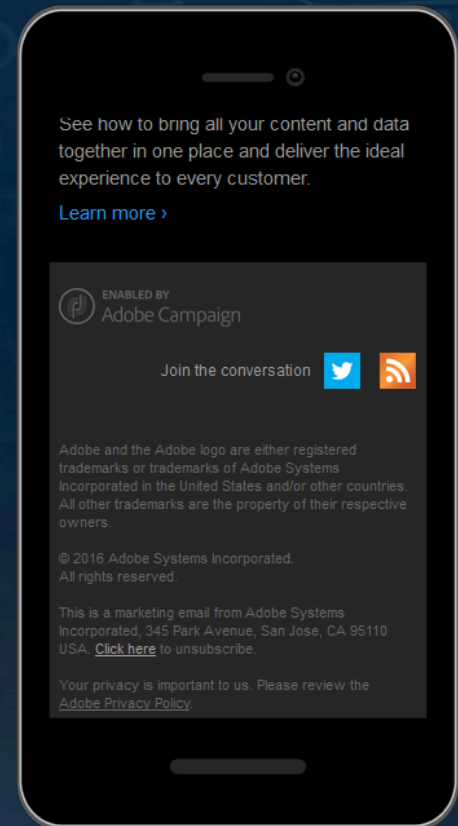 See how to bring all your content and data
together in one place and deliver the ideal
experience to every customer.
Learn more ›
ENABLED BY
Adobe Campaign
Join the conversation
Adobe and the Adobe logo are either registered
trademarks or trademarks of Adobe Systems
Incorporated in the United States and/or other countries.
All other trademarks are the property of their respective
owners.
© 2016 Adobe Systems Incorporated.
All rights reserved.
This is a marketing email from Adobe Systems
Incorporated, 345 Park Avenue, San Jose, CA 95110
USA. Click here to unsubscribe.
Your privacy is important to us. Please review the
Adobe Privacy Policy.